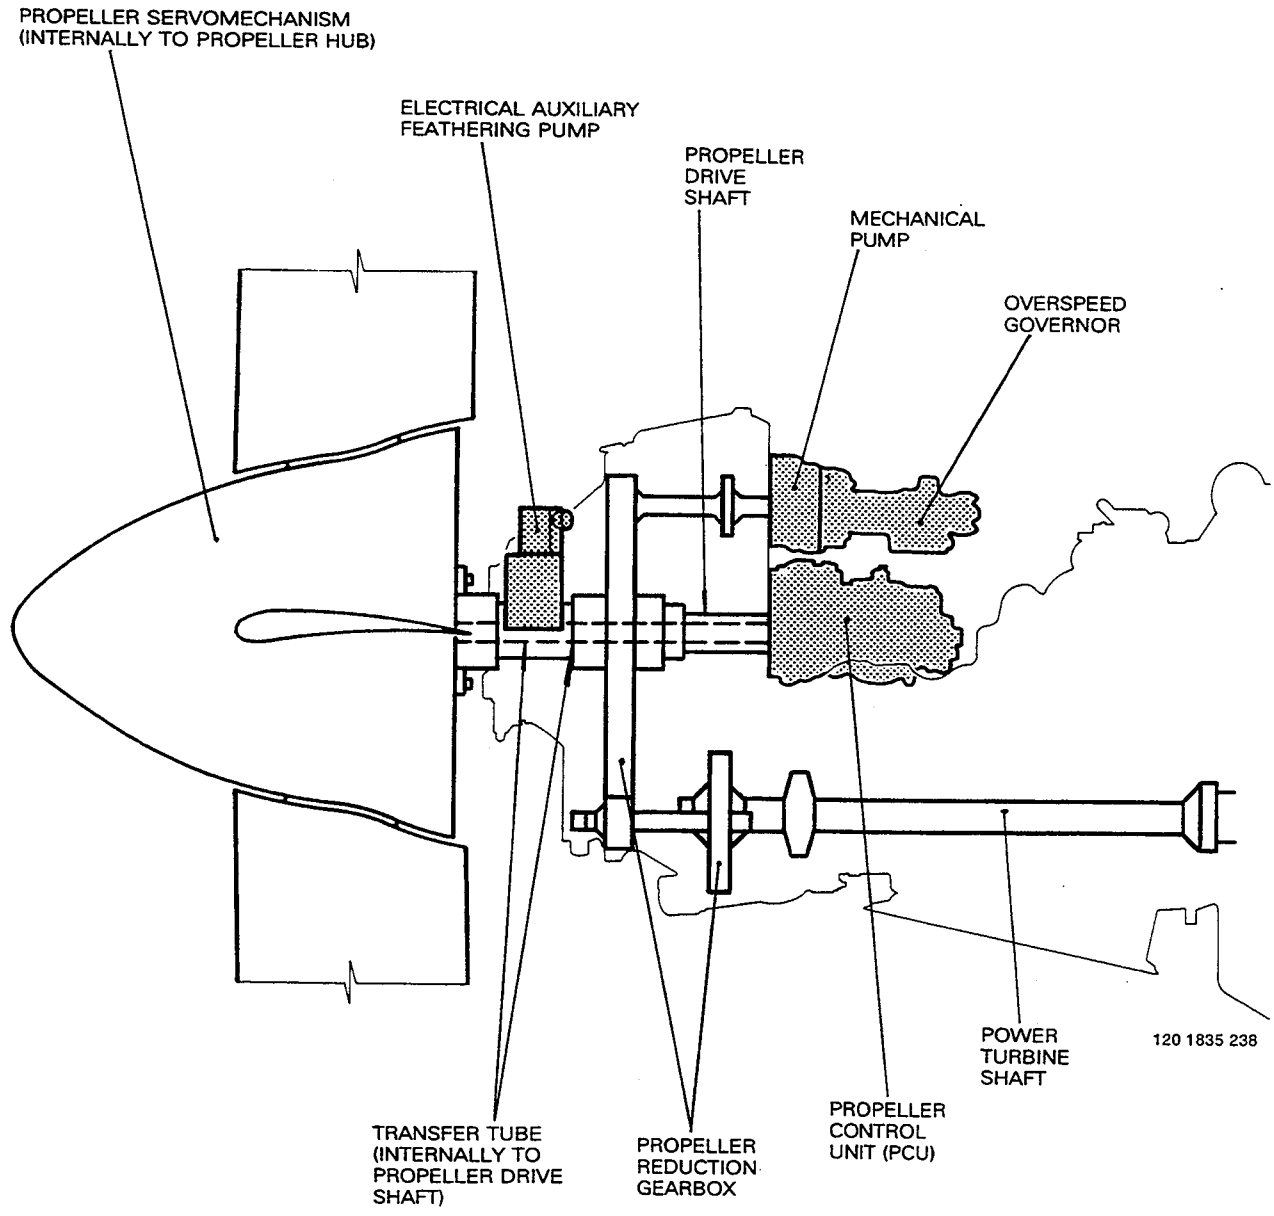 PROPELLER SERVOMECHANISM
(INTERNALLY TO PROPELLER HUB)
ELECTRICAL AUXILIARY
FEATHERING PUMP
PROPELLER
DRIVE
SHAFT
MECHANICAL
PUMP
OVERSPEED
GOVERNOR
POWER
TURBINE
SHAFT
120 1835 238
PROPELLER
CONTROL
UNIT (PCU)
TRANSFER TUBE
(INTERNALLY TO
PROPELLER DRIVE
SHAFT)
PROPELLER
REDUCTION
GEARBOX